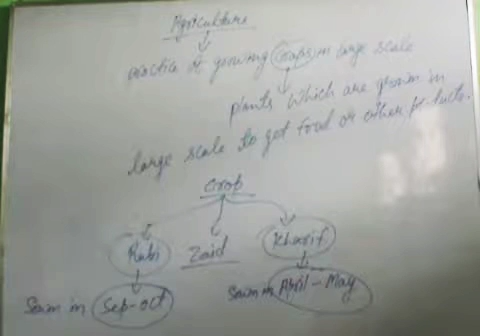 Agriculture
practice of growing crops in large scale
plants which are grown in
large scale to get food or other products.
Crop
Rabi Zaid Kharif
Sown in Sep-oct Sown in April-May